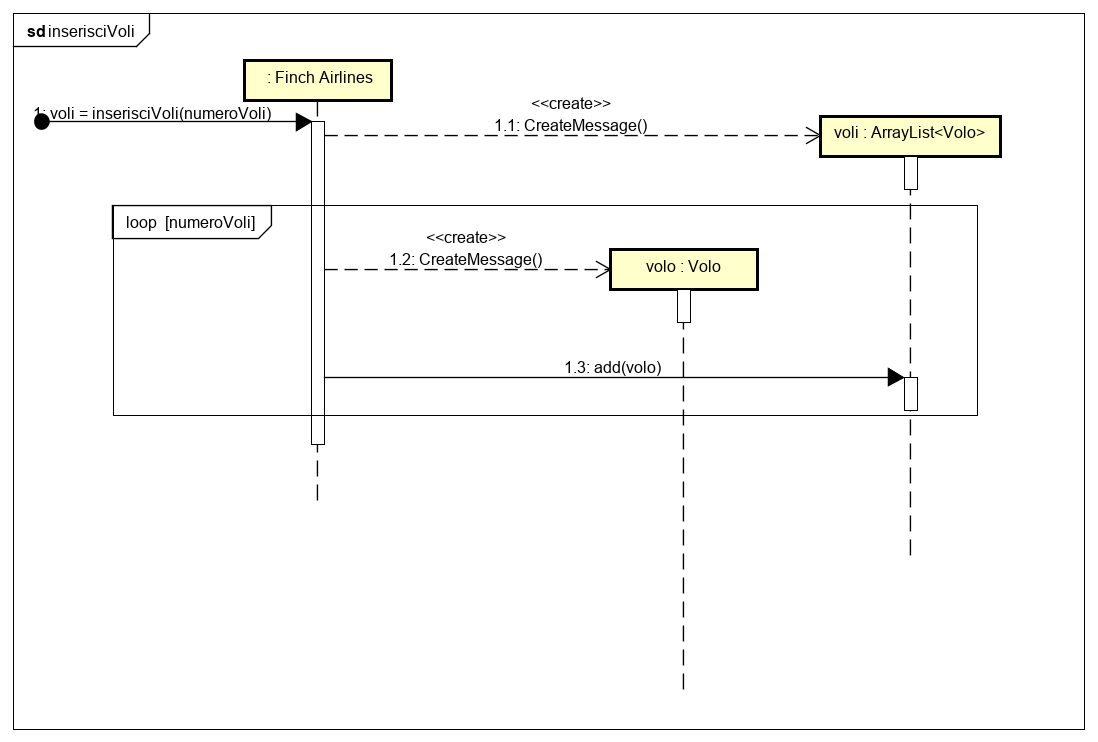 sd inserisciVoli
: Finch Airlines
1: voli = inserisciVoli(numeroVoli)
<<create>>
1.1: CreateMessage()
voli : ArrayList<Volo>
loop [numeroVoli]
<<create>>
1.2: CreateMessage()
volo : Volo
1.3: add(volo)